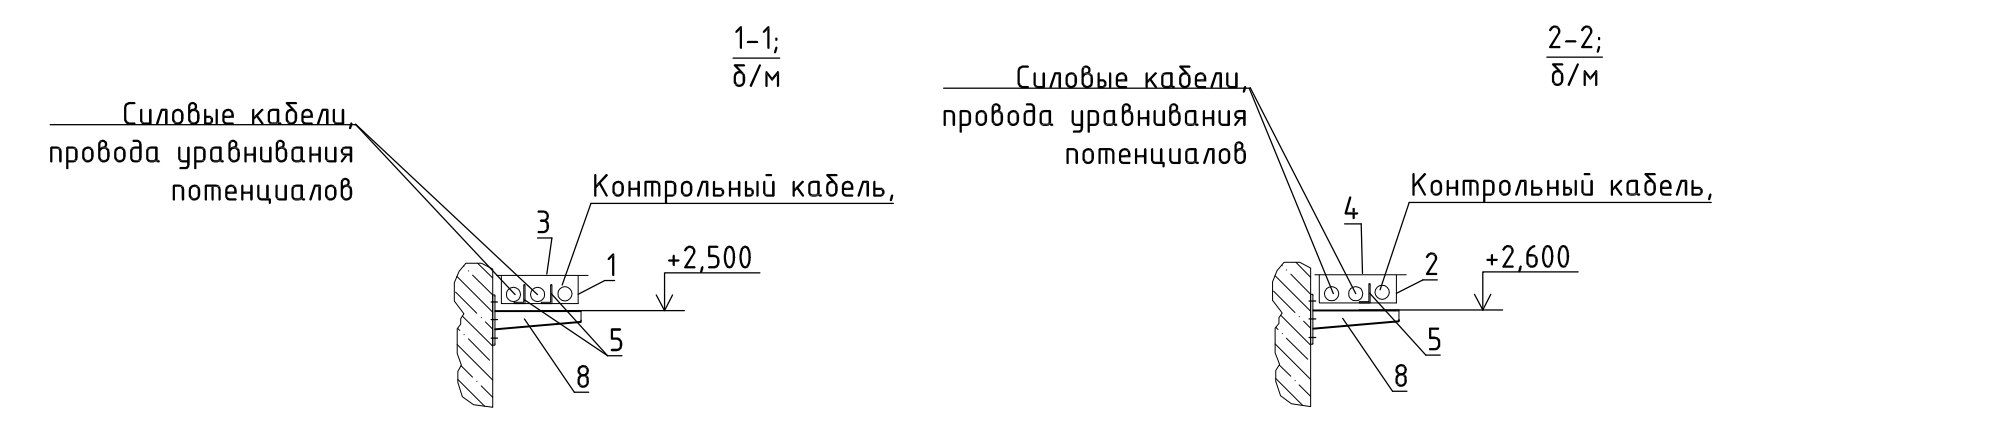 1-1;
б/м
Силовые кабели,
провода уравнивания
потенциалов
Контрольный кабель,
3
1
+2,500
5
8
2-2;
б/м
Силовые кабели,
провода уравнивания
потенциалов
Контрольный кабель,
4
2
+2,600
5
8